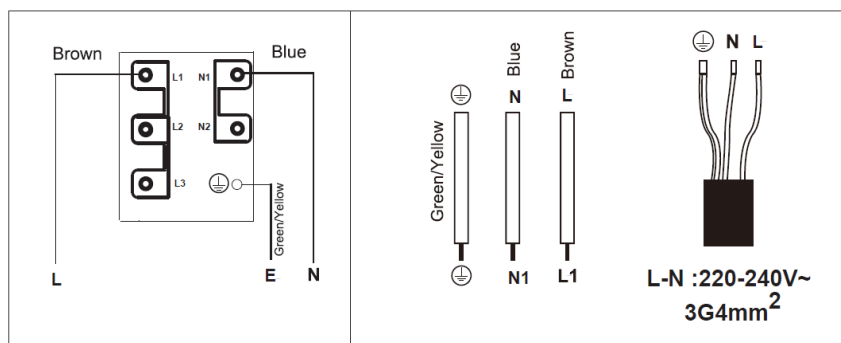 Brown
Blue
L1
N1
L2
N2
L3
Green/Yellow
L
E
N
Green/Yellow
Blue
Brown
N
L
N1
L1
N
L
L-N :220-240V~
3G4mm²